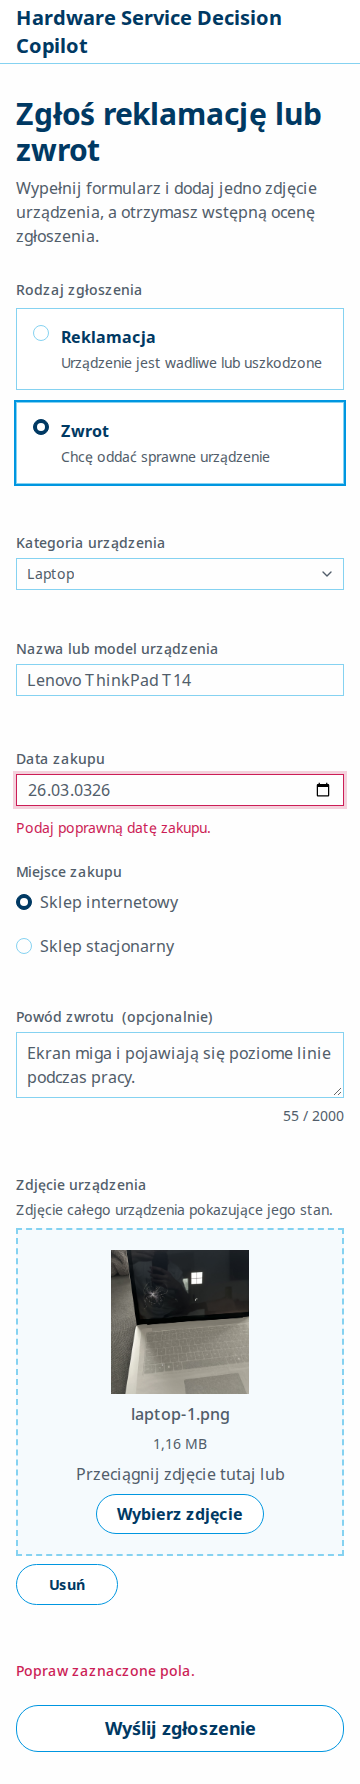 Hardware Service Decision
Copilot
Zgłoś reklamację lub
zwrot
Wypełnij formularz i dodaj jedno zdjęcie
urządzenia, a otrzymasz wstępną ocenę
zgłoszenia.
Rodzaj zgłoszenia
Reklamacja
Urządzenie jest wadliwe lub uszkodzone
Zwrot
Chcę oddać sprawne urządzenie
Kategoria urządzenia
Laptop
Nazwa lub model urządzenia
Lenovo ThinkPad T14
Data zakupu
26.03.0326
Podaj poprawną datę zakupu.
Miejsce zakupu
Sklep internetowy
Sklep stacjonarny
Powód zwrotu (opcjonalnie)
Ekran miga i pojawiają się poziome linie
podczas pracy.
55 / 2000
Zdjęcie urządzenia
Zdjęcie całego urządzenia pokazujące jego stan.
laptop-1.png
1,16 MB
Przeciągnij zdjęcie tutaj lub
Wybierz zdjęcie
Usuń
Popraw zaznaczone pola.
Wyślij zgłoszenie